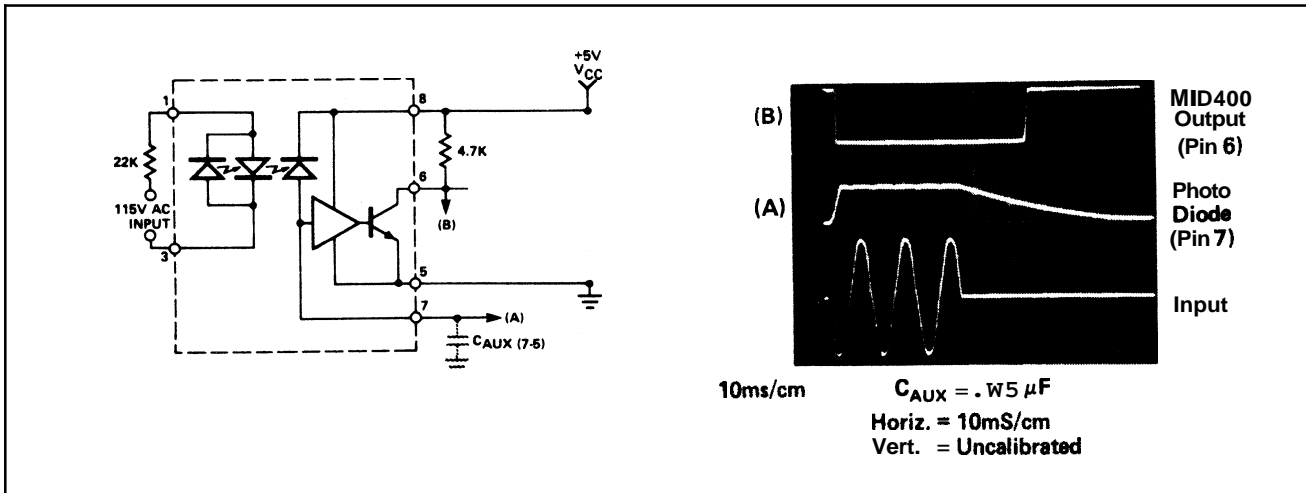 +5V
VCC
1
8
22K
4.7K
6
115V AC
INPUT
(B)
3
5
7
(A)
CAUX (7-5)
(B)
MID400
Output
(Pin 6)
(A)
Photo
Diode
(Pin 7)
Input
10ms/cm
CAUX = .W5 µF
Horiz. = 10mS/cm
Vert. = Uncalibrated